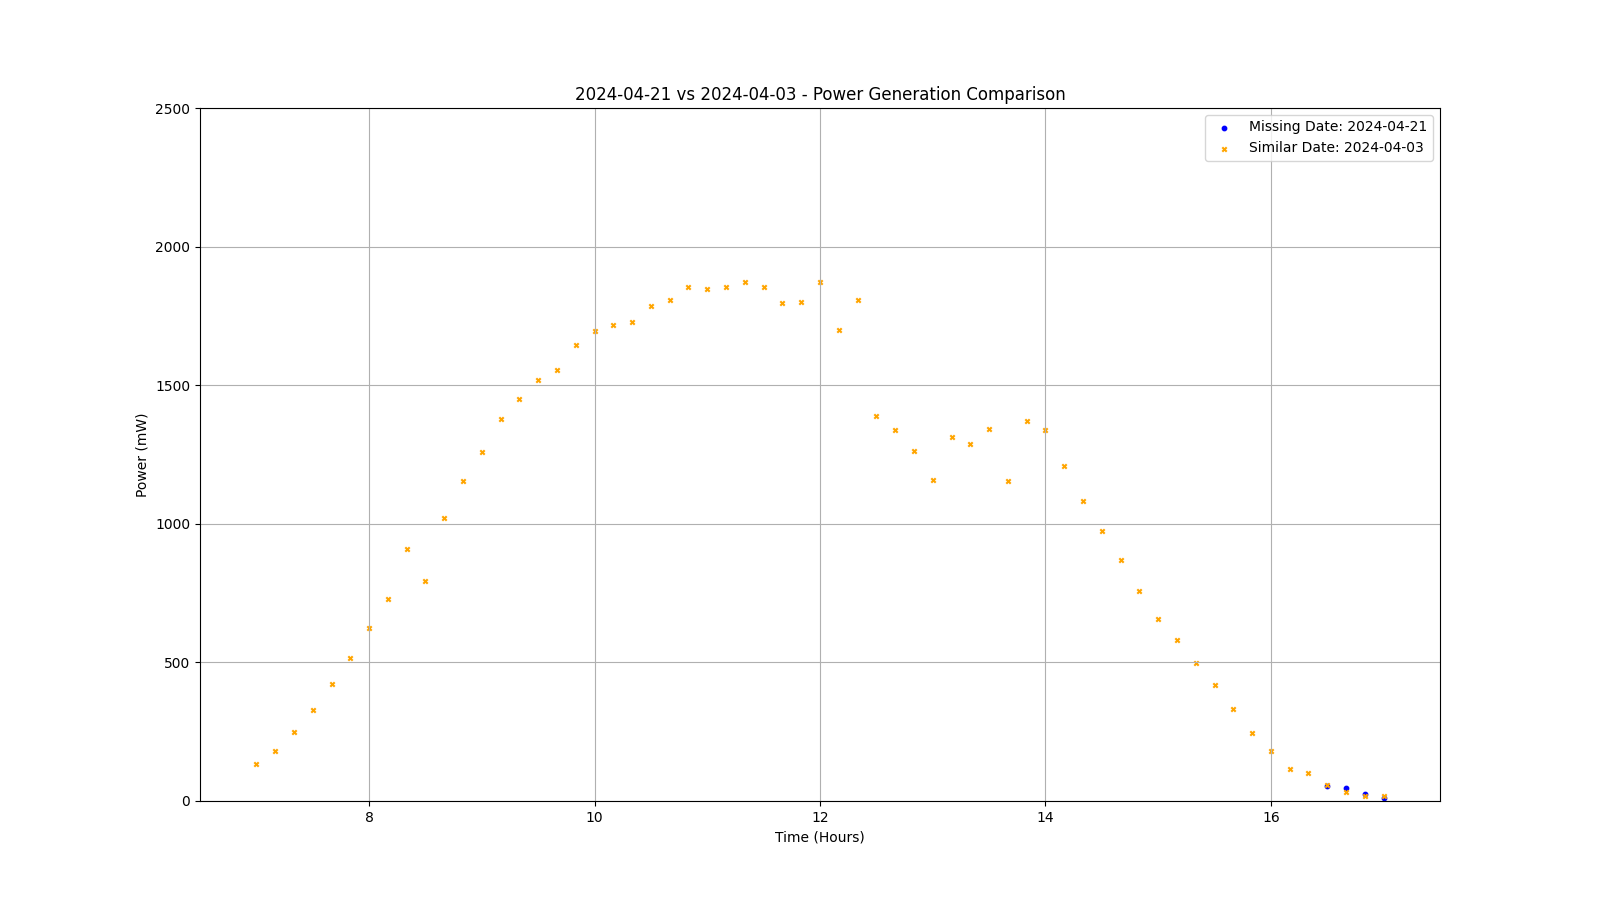 2024-04-21 vs 2024-04-03 - Power Generation Comparison
Missing Date: 2024-04-21
Similar Date: 2024-04-03
2500
2000
1500
1000
500
0
Power (mW)
8
10
12
14
16
Time (Hours)